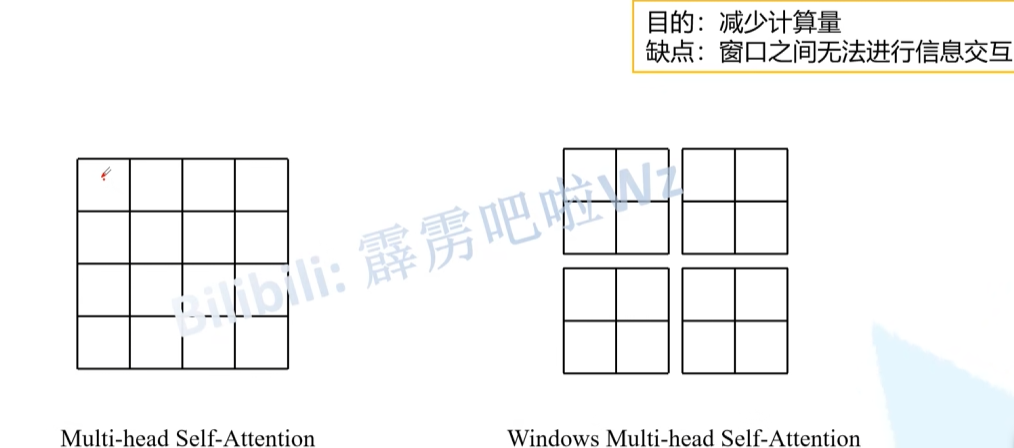 目的：减少计算量
缺点：窗口之间无法进行信息交互
Bilibili: 霹雳吧啦Wz
Multi-head Self-Attention
Windows Multi-head Self-Attention